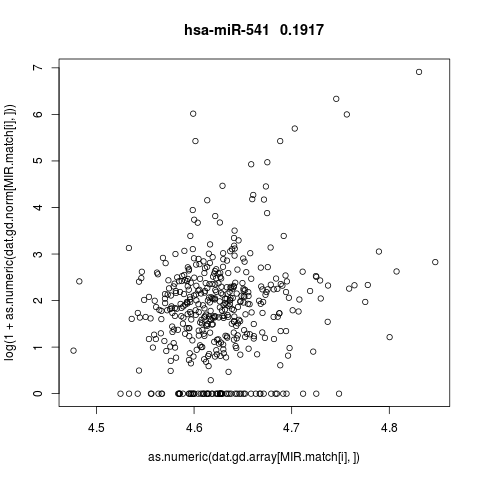 hsa-miR-541 0.1917
log(1 + as.numeric(dat.gd.norm[MIR.match[i], ]))
7
6
5
4
3
2
1
0
4.5 4.6 4.7 4.8
as.numeric(dat.gd.array[MIR.match[i], ])